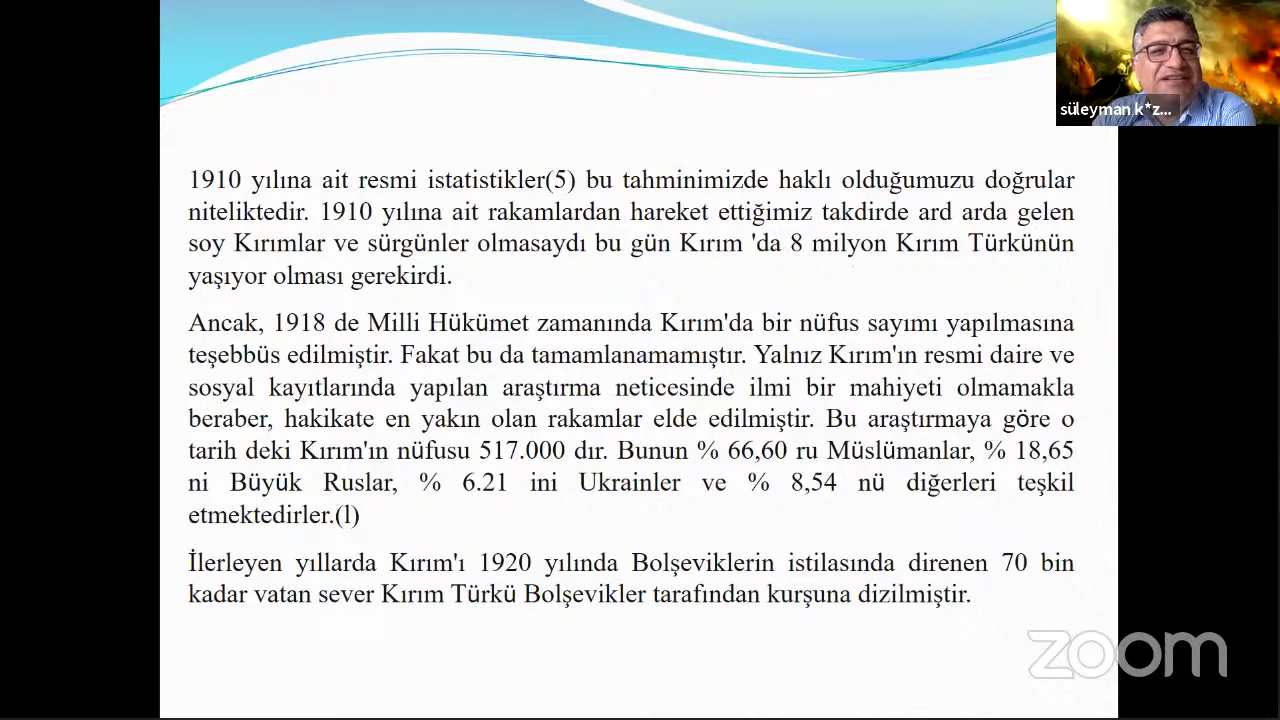 süleyman k*z...
1910 yılına ait resmi istatistikler(5) bu tahminimizde haklı olduğumuzu doğrular
niteliktedir. 1910 yılına ait rakamlardan hareket ettiğimiz takdirde ard arda gelen
soy Kırımlar ve sürgünler olmasaydı bu gün Kırım 'da 8 milyon Kırım Türkünün
yaşıyor olması gerekirdi.
Ancak, 1918 de Milli Hükümet zamanında Kırım'da bir nüfus sayımı yapılmasına
teşebbüs edilmiştir. Fakat bu da tamamlanamamıştır. Yalnız Kırım'ın resmi daire ve
sosyal kayıtlarında yapılan araştırma neticesinde ilmi bir mahiyeti olmamakla
beraber, hakikate en yakın olan rakamlar elde edilmiştir. Bu araştırmaya göre o
tarih deki Kırım'ın nüfusu 517.000 dır. Bunun % 66,60 ru Müslümanlar, % 18,65
ni Büyük Ruslar, % 6.21 ini Ukrainler ve % 8,54 nü diğerleri teşkil
etmektedirler.(l)
İlerleyen yıllarda Kırım'ı 1920 yılında Bolşeviklerin istilasında direnen 70 bin
kadar vatan sever Kırım Türkü Bolşevikler tarafından kurşuna dizilmiştir.
zoom